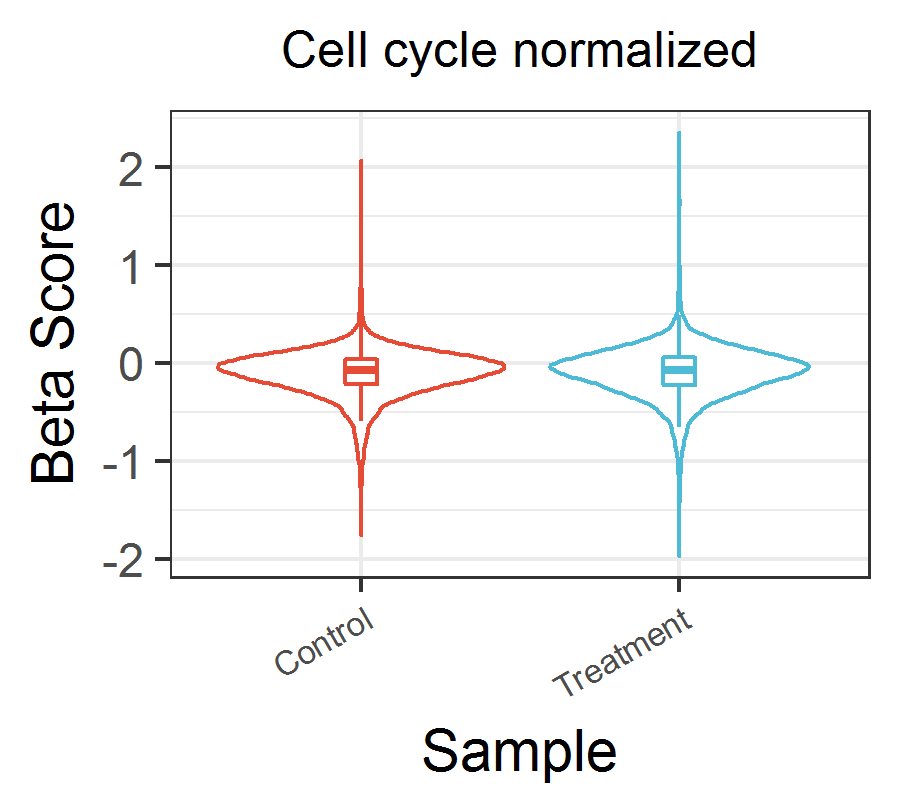 Cell cycle normalized
Beta Score
2
1
0
-1
-2
Control
Treatment
Sample